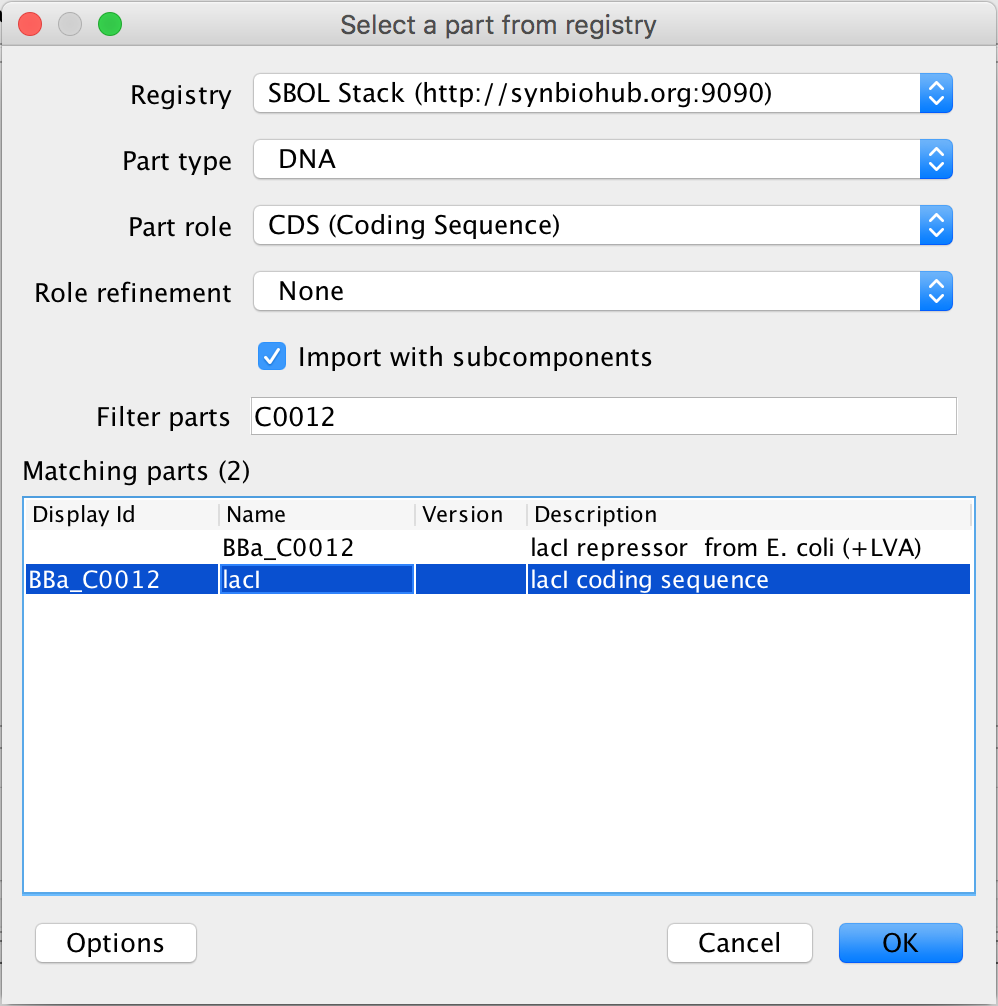 Select a part from registry
Registry SBOL Stack (http://synbiohub.org:9090)
Part type DNA
Part role CDS (Coding Sequence)
Role refinement None
Import with subcomponents
Filter parts C0012
Matching parts (2)
Display Id Name Version Description
BBa_C0012 lacI repressor from E. coli (+LVA)
BBa_C0012 lacI lacI coding sequence
Options Cancel OK